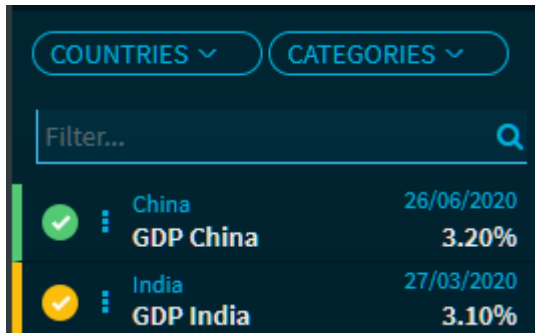 COUNTRIES CATEGORIES
Filter...
China 26/06/2020
GDP China 3.20%
India 27/03/2020
GDP India 3.10%